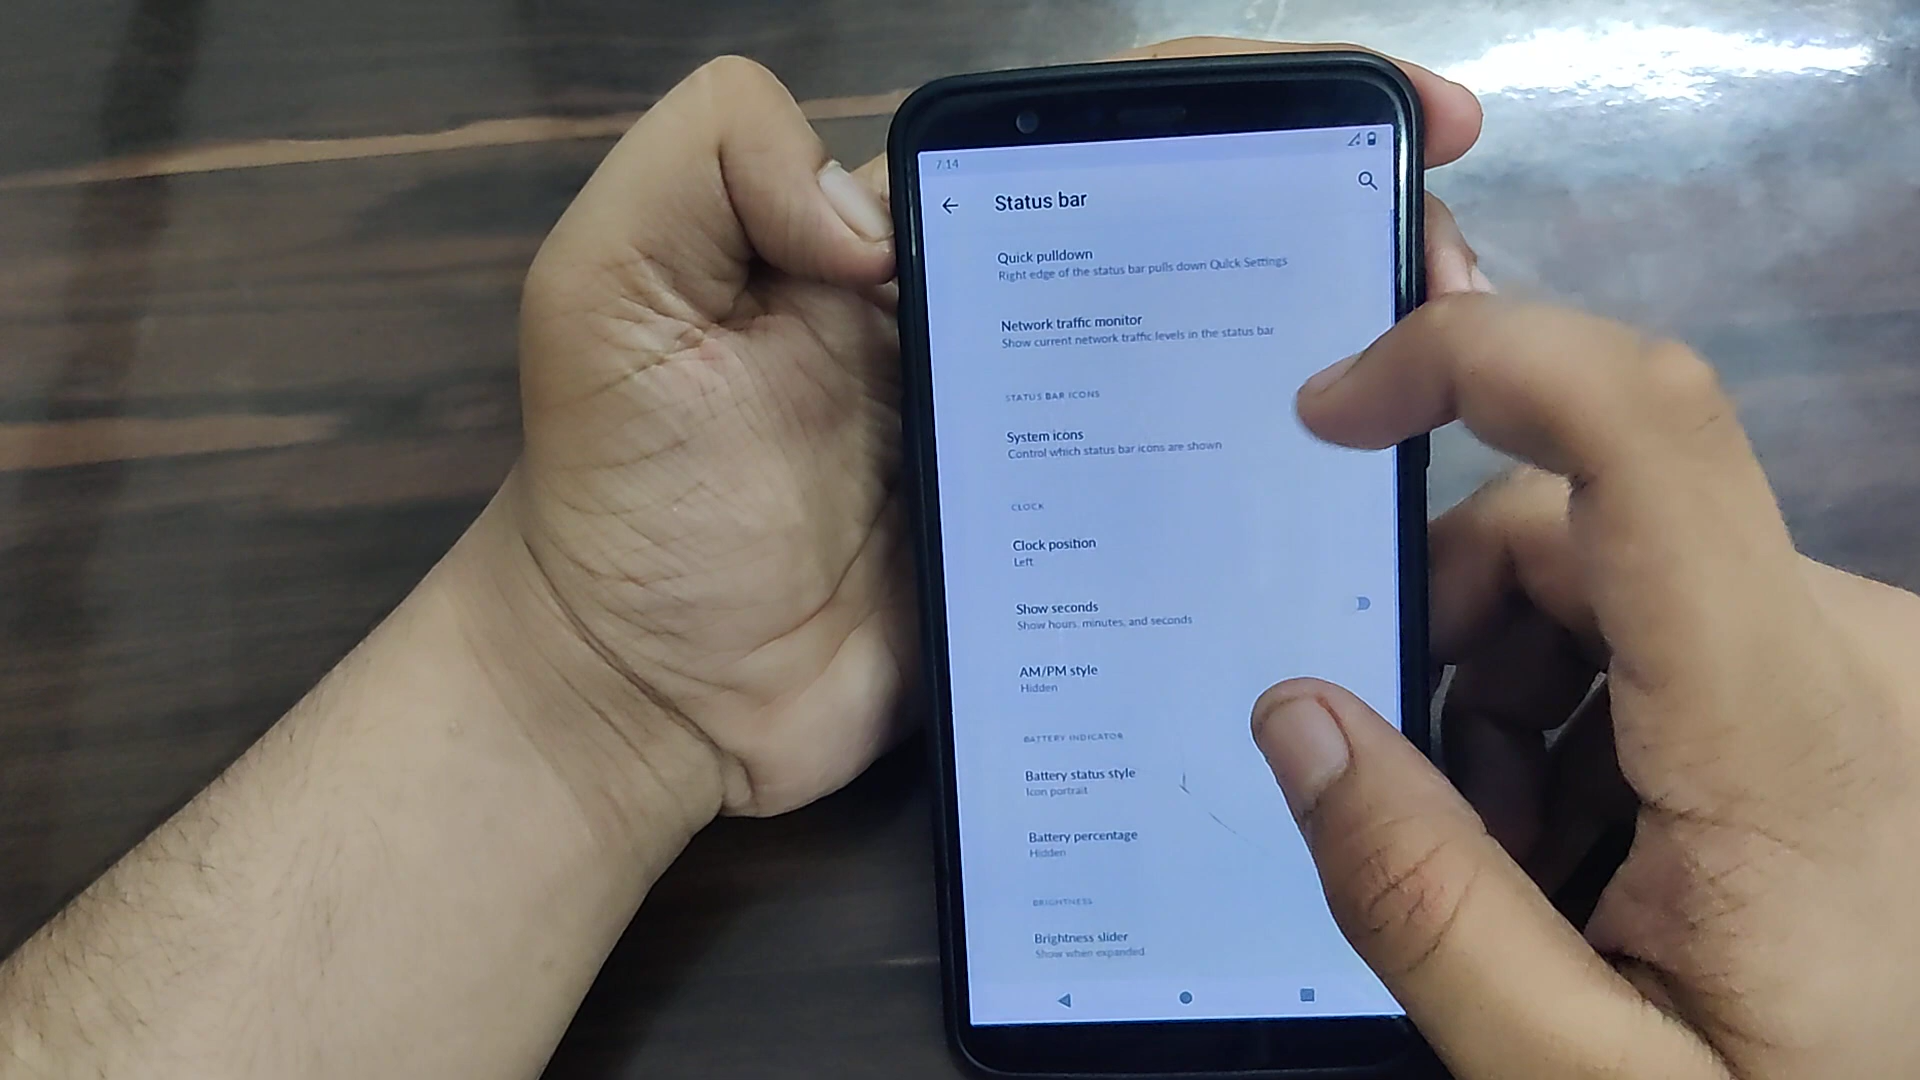 7:14
Status bar
Quick pulldown
Right edge of the status bar pulls down Quick Settings
Network traffic monitor
Show current network traffic levels in the status bar
STATUS BAR ICONS
System icons
Control which status bar icons are shown
CLOCK
Clock position
Left
Show seconds
Show hours, minutes, and seconds
AM/PM style
Hidden
BATTERY INDICATOR
Battery status style
Icon portrait
Battery percentage
Hidden
BRIGHTNESS
Brightness slider
Show when expanded